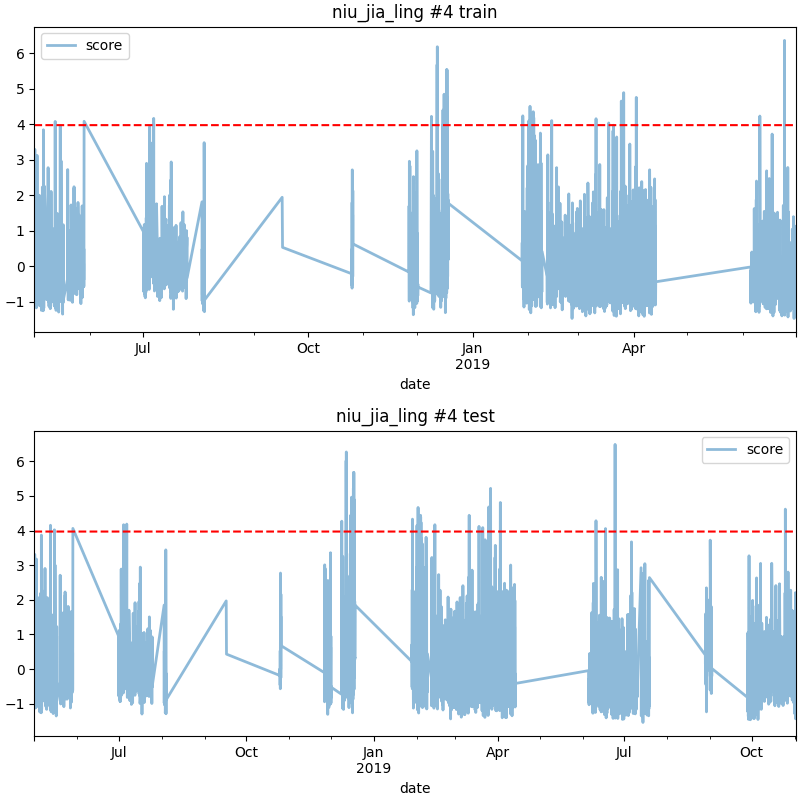 niu_jia_ling #4 train
score
6
5
4
3
2
1
0
−1
Jul
Oct
Jan
2019
Apr
date
niu_jia_ling #4 test
score
6
5
4
3
2
1
0
−1
Jul
Oct
Jan
2019
Apr
Jul
Oct
date